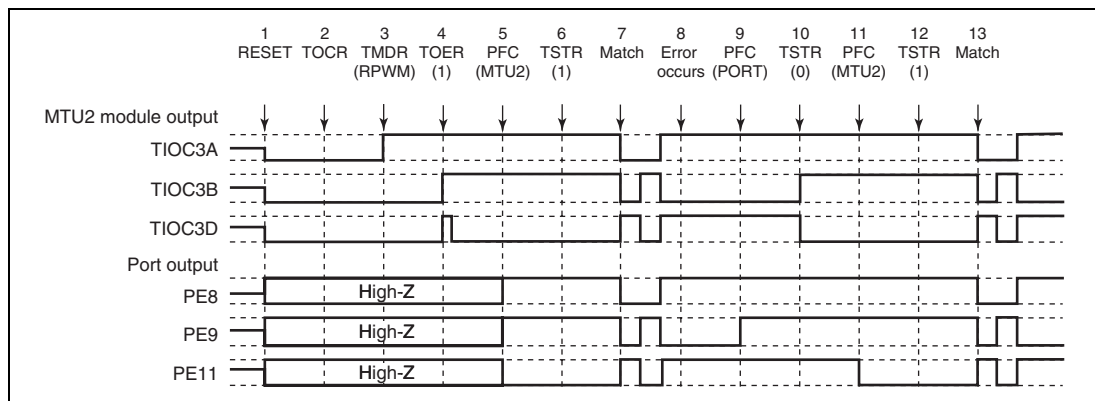 1 2 3 4 5 6 7 8 9 10 11 12 13
RESET TOCR TMDR TOER PFC TSTR Match Error PFC TSTR PFC TSTR Match
(RPWM) (1) (MTU2) (1) occurs (PORT) (0) (MTU2) (1)
MTU2 module output
TIOC3A
TIOC3B
TIOC3D
Port output
PE8 High-Z
PE9 High-Z
PE11 High-Z